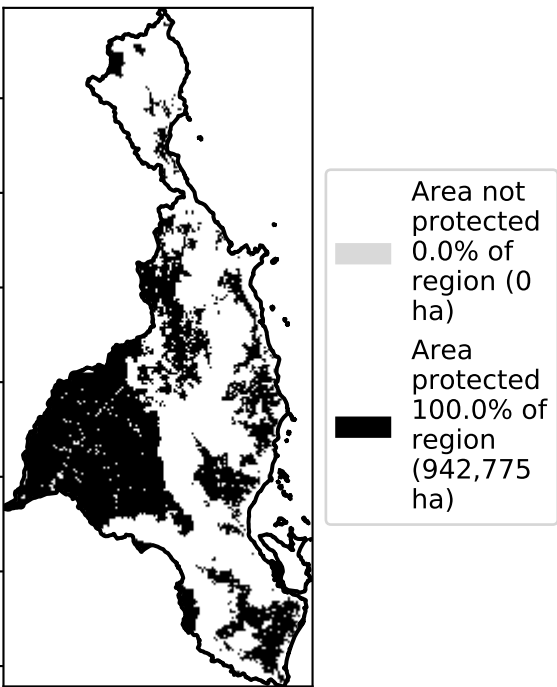 Area not
protected
0.0% of
region (0
ha)
Area
protected
100.0% of
region
(942,775
ha)